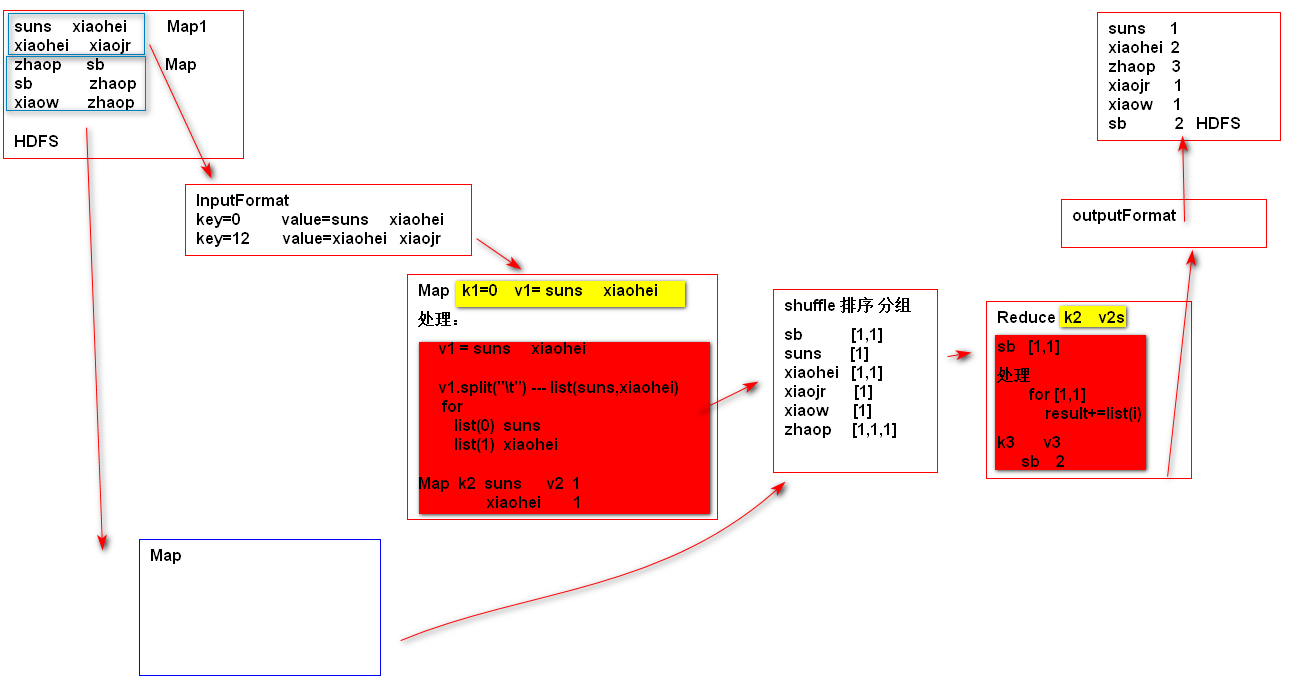 suns xiaohei Map1
xiaohei xiaojr
zhaop sb Map
sb zhaop
xiaow zhaop
HDFS
InputFormat
key=0 value=suns xiaohei
key=12 value=xiaohei xiaojr
Map k1=0 v1= suns xiaohei
处理：
v1 = suns xiaohei
v1.split("\t") --- list(suns,xiaohei)
for
list(0) suns
list(1) xiaohei
Map k2 suns v2 1
xiaohei 1
Map
shuffle 排序 分组
sb [1,1]
suns [1]
xiaohei [1,1]
xiaojr [1]
xiaow [1]
zhaop [1,1,1]
Reduce k2 v2s
sb [1,1]
处理
for [1,1]
result+=list(i)
k3 v3
sb 2
outputFormat
suns 1
xiaohei 2
zhaop 3
xiaojr 1
xiaow 1
sb 2 HDFS